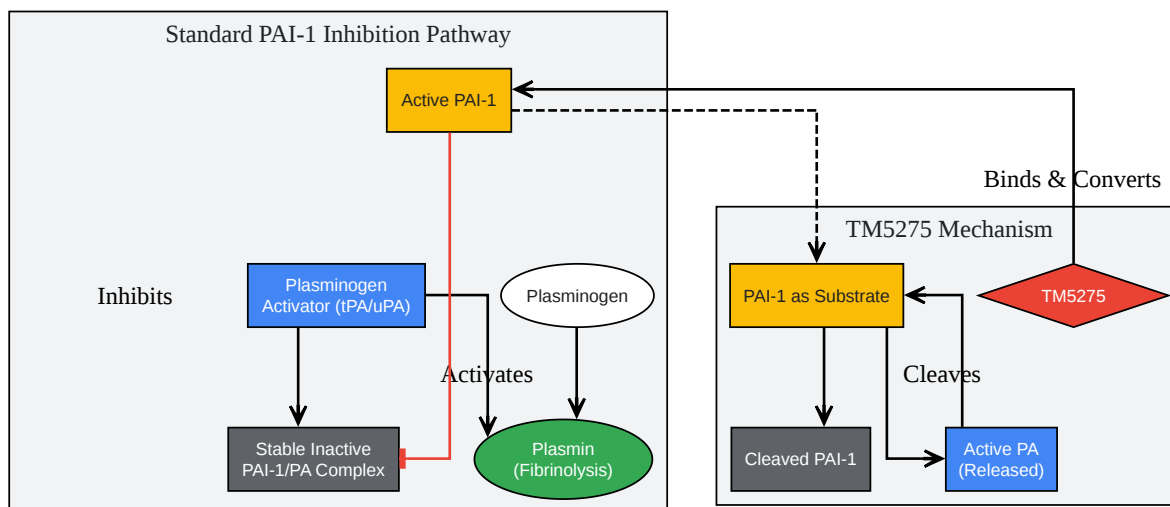 Standard PAI-1 Inhibition Pathway
Active PAI-1
Binds & Converts
TM5275 Mechanism
Inhibits
Plasminogen
Activator (tPA/uPA)
Plasminogen
PAI-1 as Substrate
TM5275
Activates
Cleaves
Stable Inactive
PAI-1/PA Complex
Plasmin
(Fibrinolysis)
Cleaved PAI-1
Active PA
(Released)